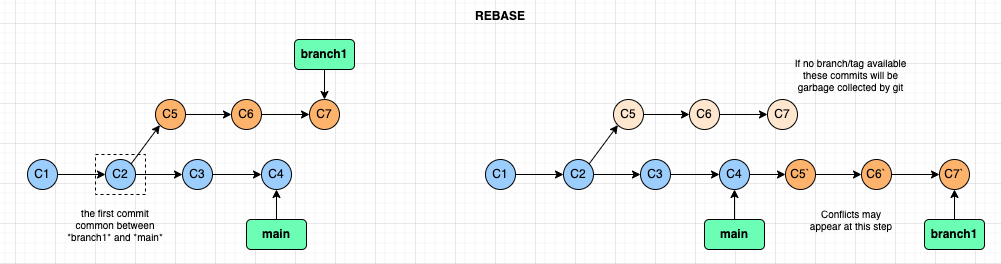 REBASE
branch1
If no branch/tag available
these commits will be
garbage collected by git
C5
C6
C7
C5
C6
C7
C1
C2
C3
C4
C1
C2
C3
C4
C5`
C6`
C7`
the first commit
common between
"branch1" and "main"
Conflicts may
appear at this step
main
main
branch1